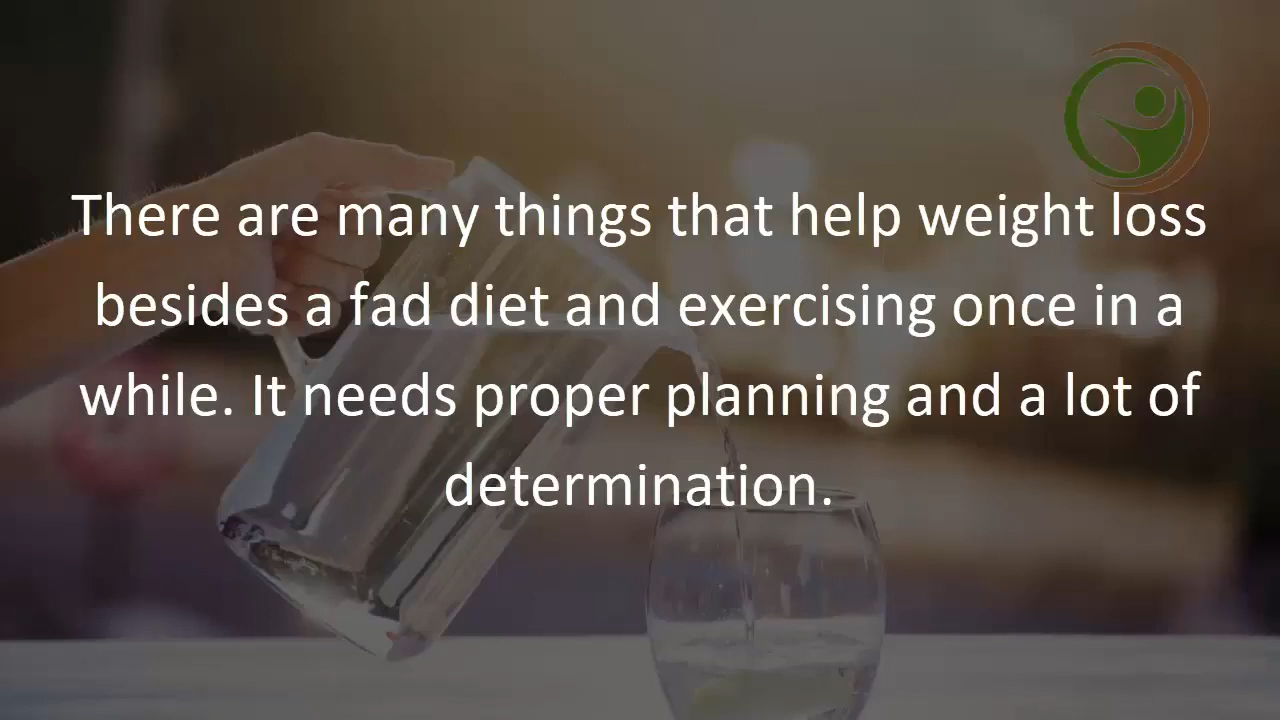 There are many things that help weight loss
besides a fad diet and exercising once in a
while. It needs proper planning and a lot of
determination.